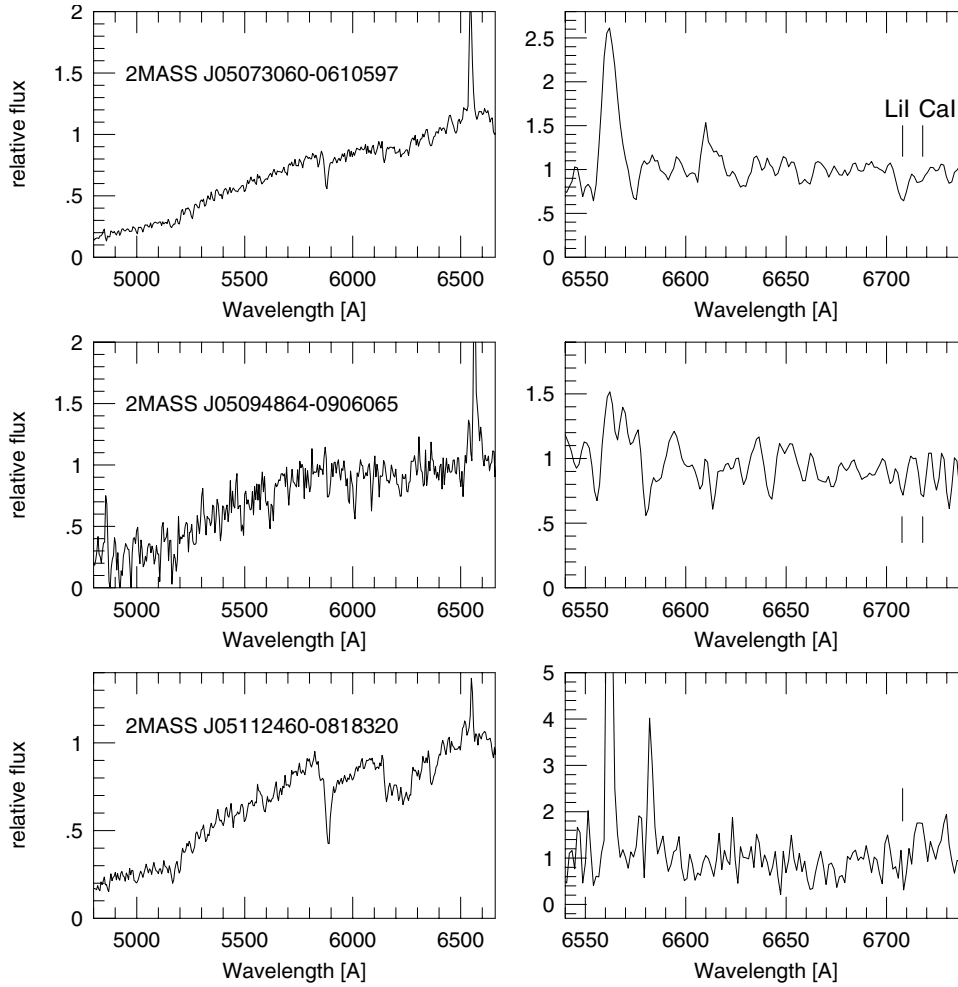 2
1.5
1
.5
0
relative flux
2MASS J05073060-0610597
5000 5500 6000 6500
Wavelength [A]
2.5
2
1.5
1
0.5
0
LiI CaI
6550 6600 6650 6700
Wavelength [A]
2
1.5
1
.5
0
relative flux
2MASS J05094864-0906065
5000 5500 6000 6500
Wavelength [A]
1.5
1
0.5
0
6550 6600 6650 6700
Wavelength [A]
1
.5
0
relative flux
2MASS J05112460-0818320
5000 5500 6000 6500
Wavelength [A]
5
4
3
2
1
0
6550 6600 6650 6700
Wavelength [A]